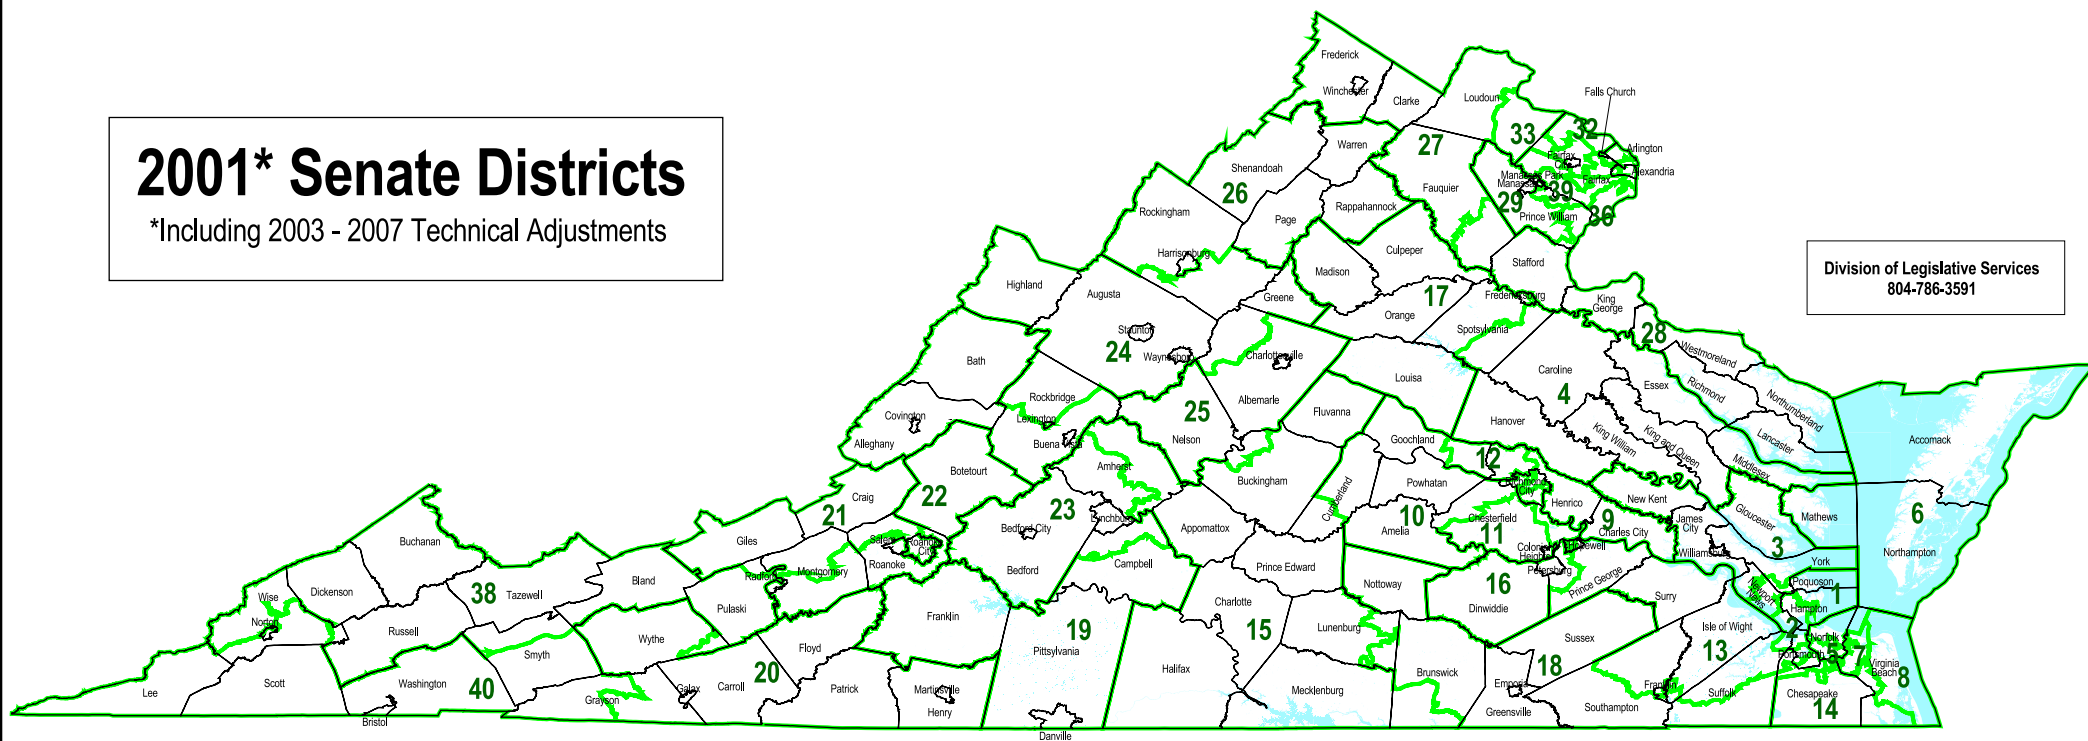 2001* Senate Districts
*Including 2003 - 2007 Technical Adjustments
Division of Legislative Services
804-786-3591
Frederick
Winchester
Clarke
Loudoun
Falls Church
33
32
27
Warren
Fairfax
City
Arlington
Alexandria
Fairfax
Manassas Park
Manassas
39
29
Prince William
36
Shenandoah
26
Fauquier
Rappahannock
Page
Rockingham
Harrisonburg
Culpeper
Madison
Stafford
Highland
Augusta
Greene
17
Orange
Fredericksburg
King
George
Spotsylvania
28
Westmoreland
Staunton
24
Waynesboro
Charlottesville
Bath
Louisa
Caroline
4
Essex
Richmond
Northumberland
Rockbridge
Lexington
Buena Vista
Albemarle
25
Nelson
Fluvanna
Hanover
King William
King and Queen
Lancaster
Accomack
Covington
Alleghany
Goochland
12
Middlesex
Amherst
Botetourt
22
Buckingham
Cumberland
Powhatan
Richmond
City
Henrico
New Kent
Craig
21
23
Bedford City
Lynchburg
Appomattox
10
Amelia
Chesterfield
11
9
Charles City
James
City
Gloucester
Mathews
6
3
Buchanan
Giles
Salem
Roanoke
City
Roanoke
Colonial
Heights
Hopewell
Williamsburg
York
Northampton
Bland
Radford
Montgomery
Bedford
Campbell
Prince Edward
Petersburg
Prince George
Poquoson
Wise
Dickenson
38
Tazewell
Nottoway
16
Dinwiddie
Surry
Newport
News
1
Hampton
Norton
Pulaski
Franklin
Charlotte
15
Lunenburg
Russell
Wythe
19
Pittsylvania
Sussex
Isle of Wight
13
2
Norfolk
Portsmouth
5
7
Smyth
Floyd
18
Halifax
Virginia
Beach
8
Lee
Scott
Washington
40
Grayson
Galax
Carroll
20
Patrick
Martinsville
Henry
Mecklenburg
Brunswick
Emporia
Greensville
Southampton
Franklin
Suffolk
Chesapeake
14
Bristol
Danville